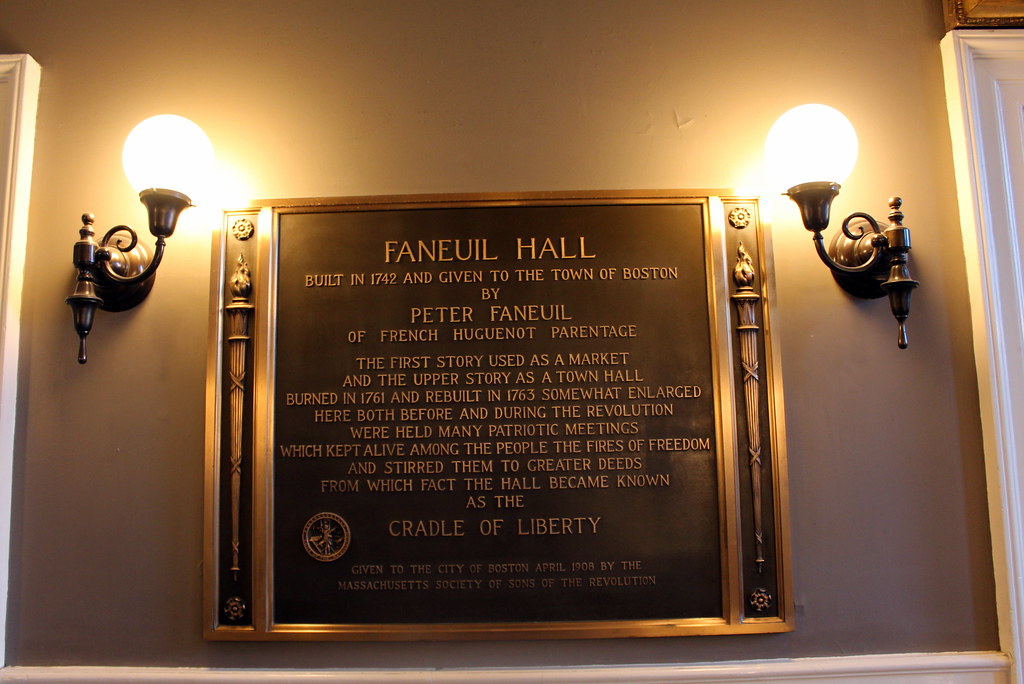 FANEUIL HALL
BUILT IN 1742 AND GIVEN TO THE TOWN OF BOSTON
BY
PETER FANEUIL
OF FRENCH HUGUENOT PARENTAGE
THE FIRST STORY USED AS A MARKET
AND THE UPPER STORY AS A TOWN HALL
BURNED IN 1761 AND REBUILT IN 1763 SOMEWHAT ENLARGED
HERE BOTH BEFORE AND DURING THE REVOLUTION
WERE HELD MANY PATRIOTIC MEETINGS
WHICH KEPT ALIVE AMONG THE PEOPLE THE FIRES OF FREEDOM
AND STIRRED THEM TO GREATER DEEDS
FROM WHICH FACT THE HALL BECAME KNOWN
AS THE
CRADLE OF LIBERTY
GIVEN TO THE CITY OF BOSTON APRIL 1908 BY THE
MASSACHUSETTS SOCIETY OF SONS OF THE REVOLUTION